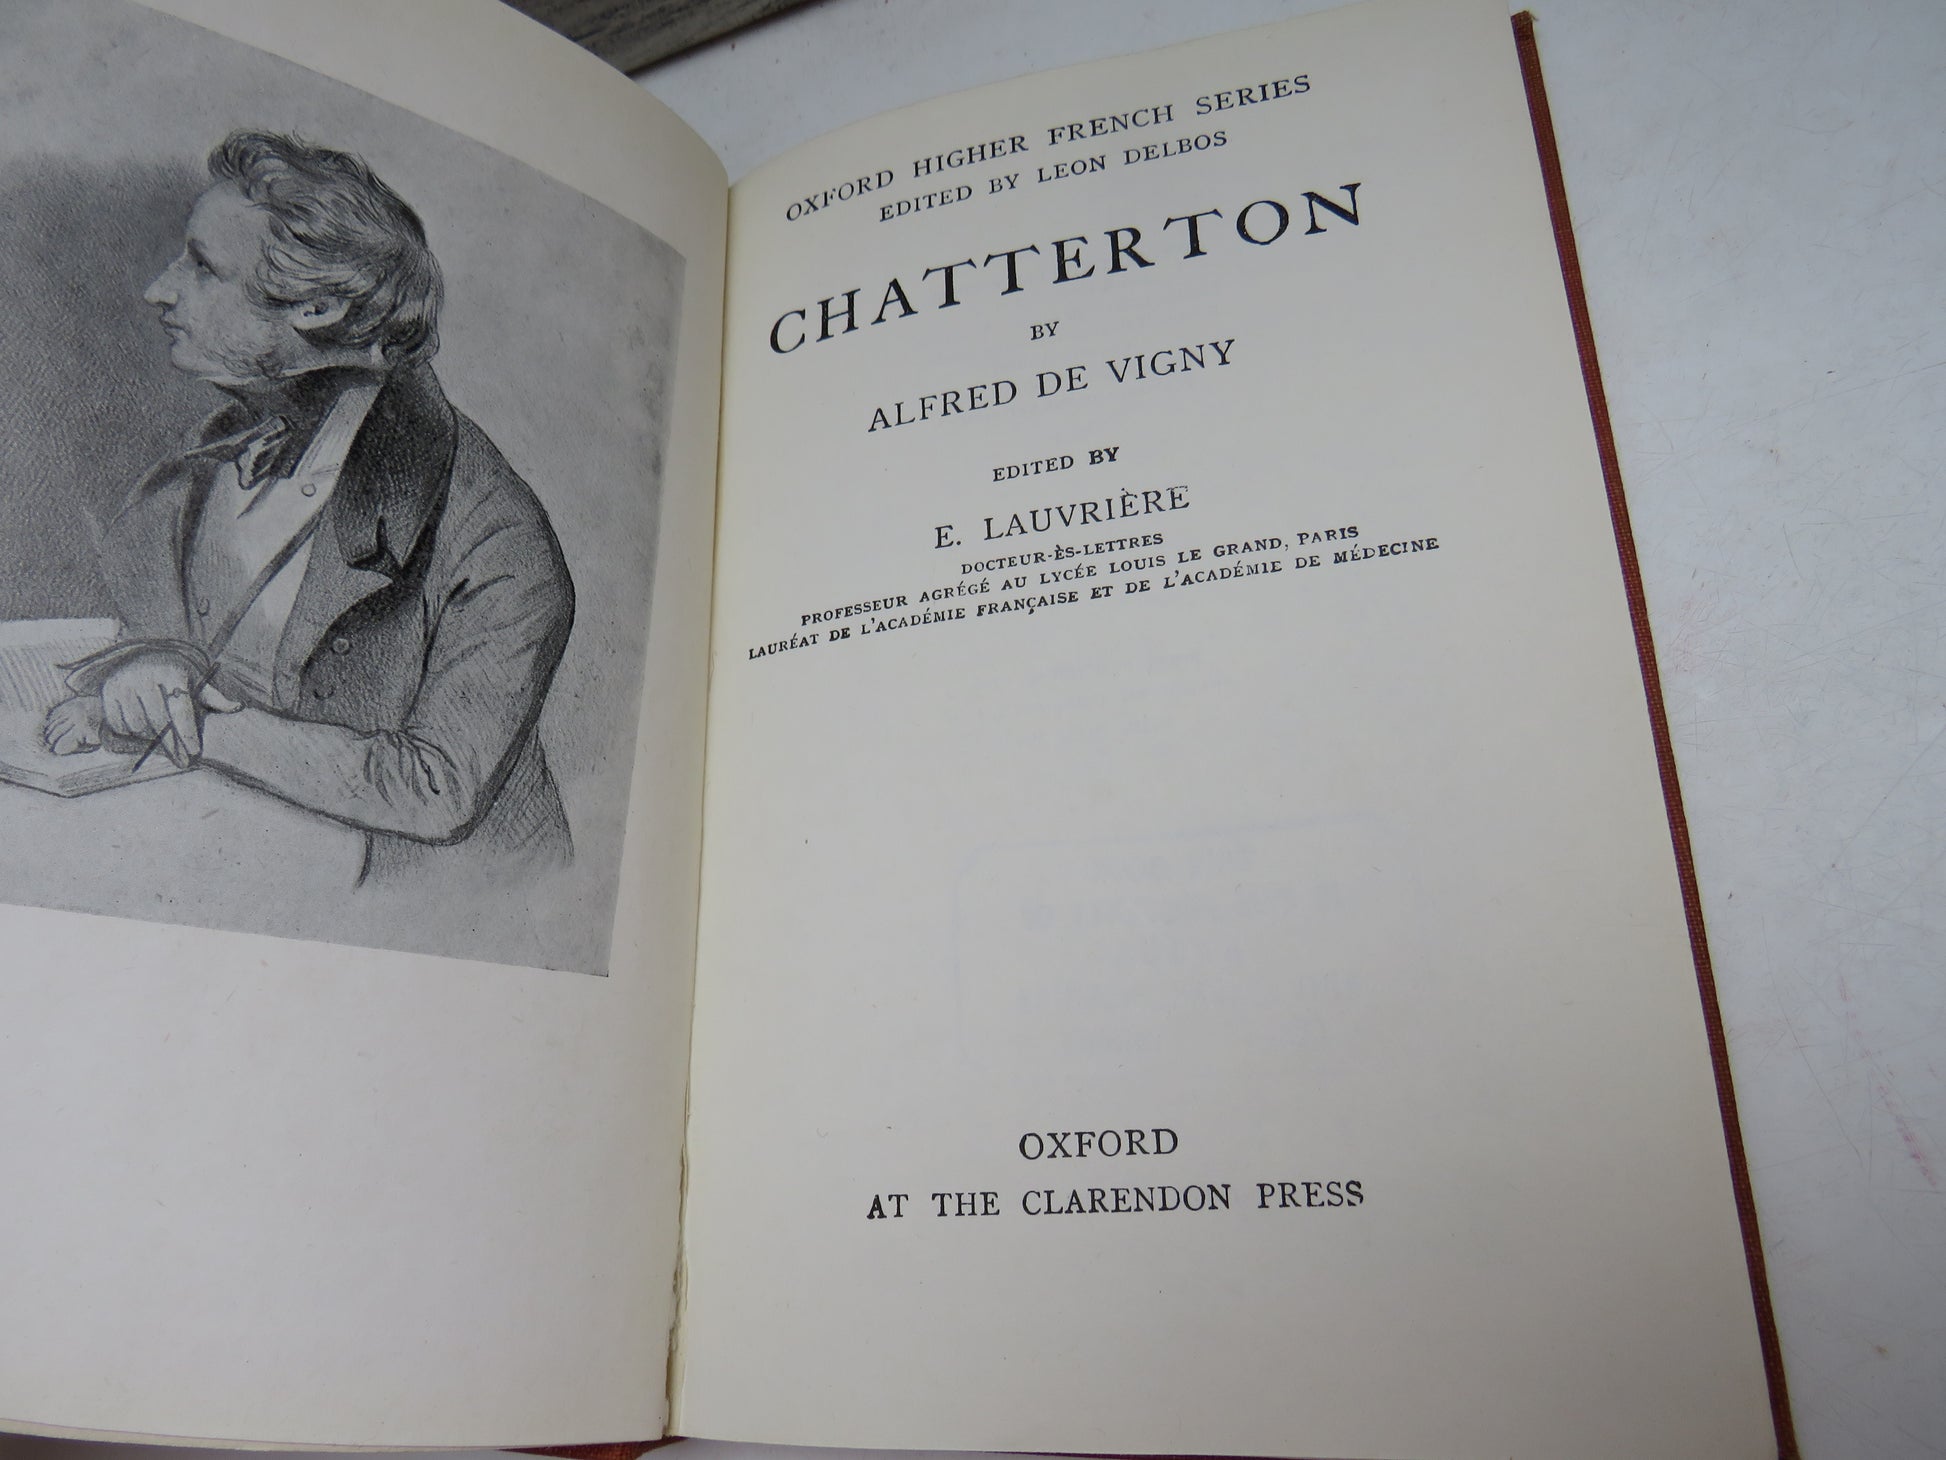 OXFORD HIGHER FRENCH SERIES
EDITED BY LEON DELBOS
CHATTERTON
BY
ALFRED DE VIGNY
EDITED BY
E. LAUVRIÈRE
DOCTEUR-ÈS-LETTRES
PROFESSEUR AGRÉGÉ AU LYCÉE LOUIS LE GRAND, PARIS
LAURÉAT DE L'ACADÉMIE FRANÇAISE ET DE L'ACADÉMIE DE MÉDECINE
OXFORD
AT THE CLARENDON PRESS